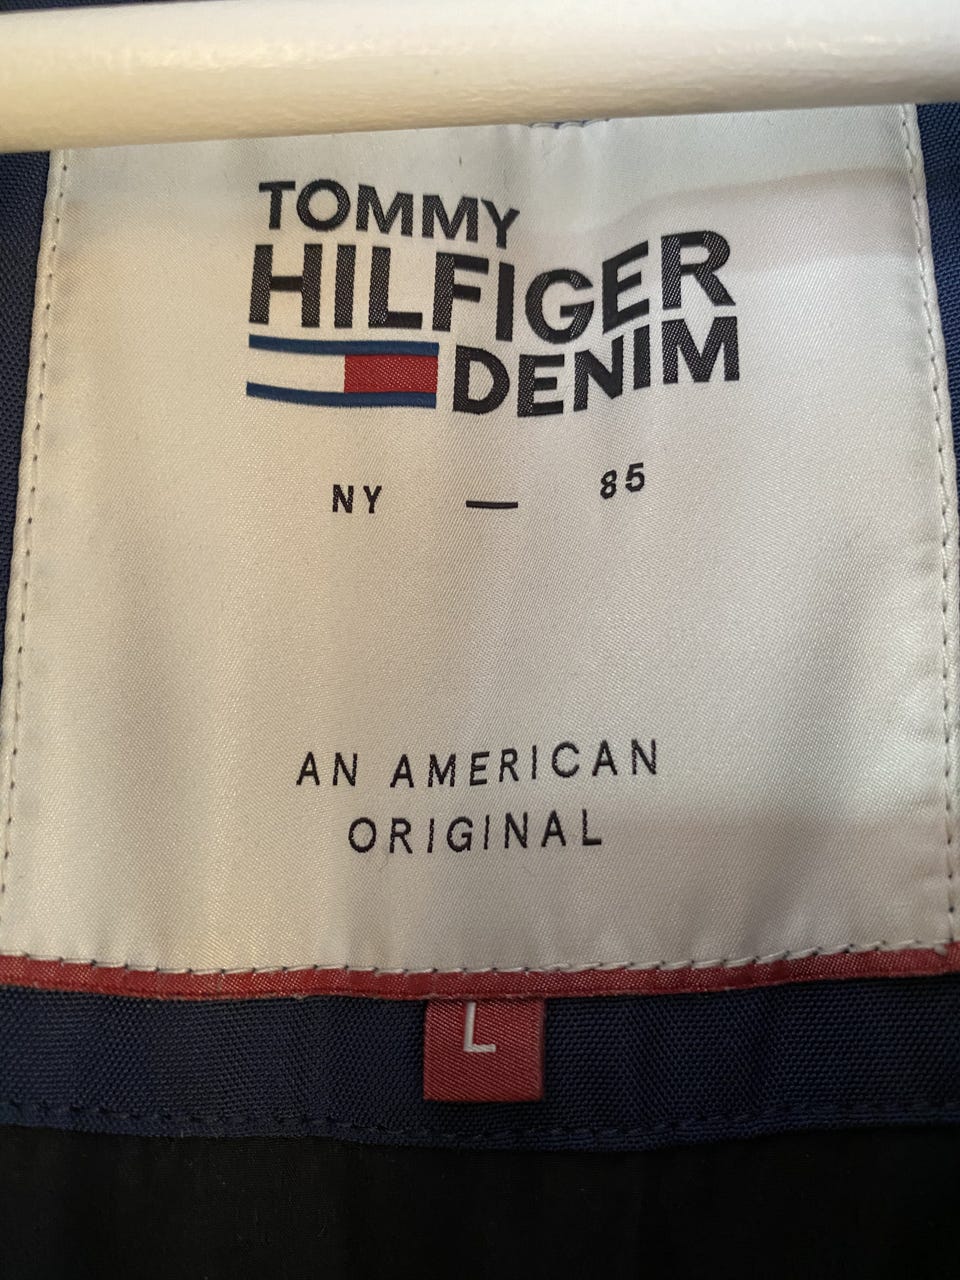 TOMMY
HILFIGER
DENIM
NY — 85
AN AMERICAN
ORIGINAL
L